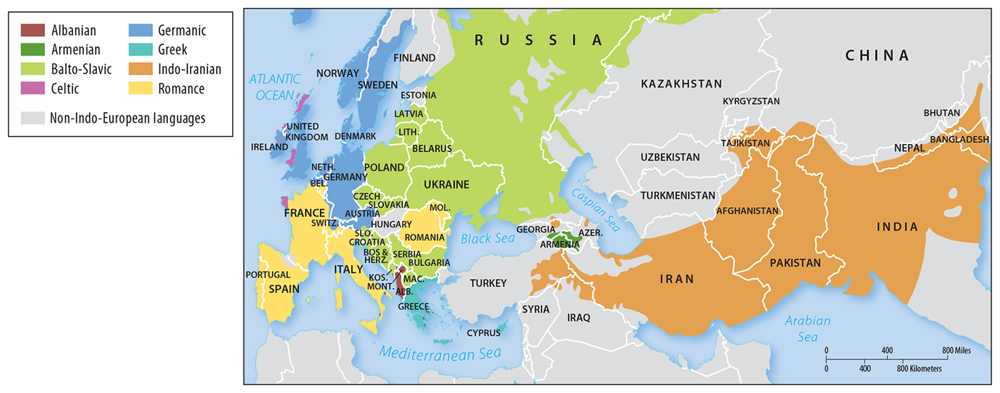 Albanian
Armenian
Balto-Slavic
Celtic
Germanic
Greek
Indo-Iranian
Romance
Non-Indo-European languages
RUSSIA
CHINA
FINLAND
ATLANTIC
OCEAN
NORWAY
SWEDEN
KAZAKHSTAN
ESTONIA
KYRGYZSTAN
LATVIA
BHUTAN
UNITED
KINGDOM
DENMARK
LITH.
IRELAND
BELARUS
TAJIKISTAN
BANGLADESH
NEPAL
UZBEKISTAN
NETH.
GERMANY
POLAND
BEL.
UKRAINE
CZECH
SLOVAKIA
TURKMENISTAN
Caspian Sea
FRANCE
AUSTRIA
MOL.
AFGHANISTAN
SWITZ.
HUNGARY
INDIA
SLO.
CROATIA
ROMANIA
Black Sea
GEORGIA
AZER.
ARMENIA
BOS &
HERZ.
SERBIA
BULGARIA
PAKISTAN
PORTUGAL
SPAIN
ITALY
KOS.
MONT.
MAC.
ALB.
TURKEY
IRAN
GREECE
SYRIA
IRAQ
CYPRUS
Arabian
Sea
Mediterranean Sea
0 400 800 Miles
0 400 800 Kilometers